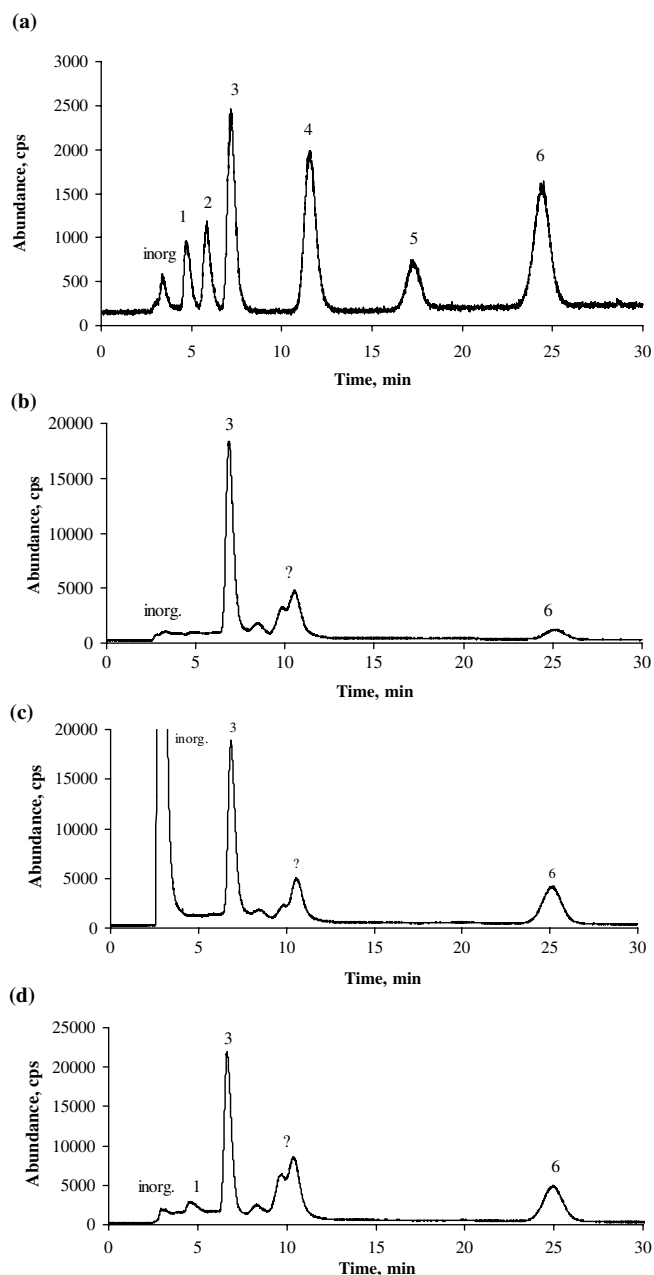 (a)
3000
2500
2000
1500
1000
500
0
Abundance, cps
inorg
1
2
3
4
5
6
0 5 10 15 20 25 30
Time, min
(b)
20000
15000
10000
5000
0
Abundance, cps
inorg.
3
?
6
0 5 10 15 20 25 30
Time, min
(c)
20000
15000
10000
5000
0
Abundance, cps
inorg.
3
?
6
0 5 10 15 20 25 30
Time, min
(d)
25000
20000
15000
10000
5000
0
Abundance, cps
inorg.
1
3
?
6
0 5 10 15 20 25 30
Time, min